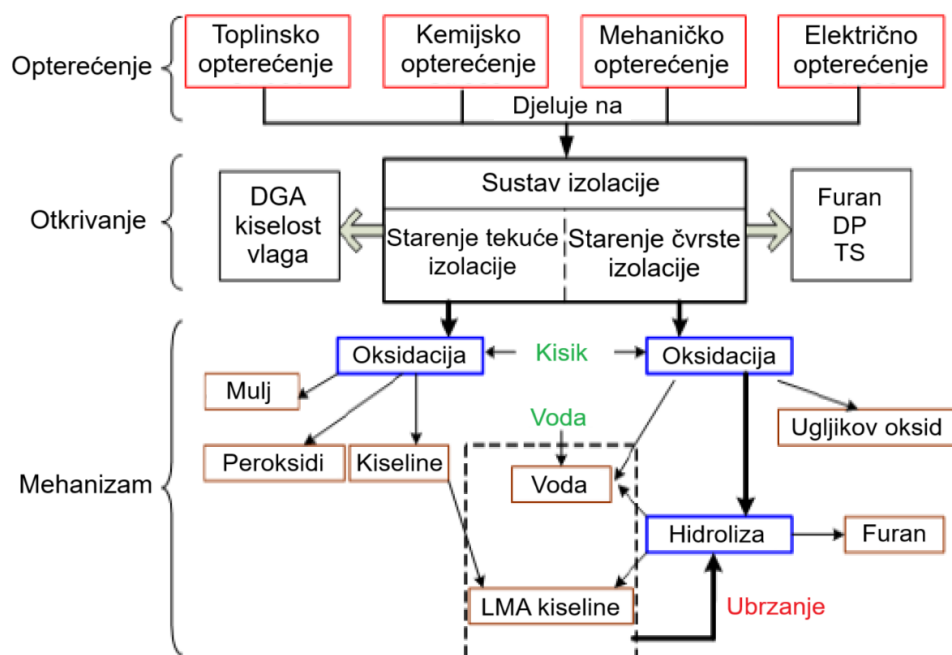 Opterećenje
Toplinsko
opterećenje
Kemijsko
opterećenje
Mehaničko
opterećenje
Električno
opterećenje
Djeluje na
Otkrivanje
DGA
kiselost
vlaga
Sustav izolacije
Starenje tekuće
izolacije
Starenje čvrste
izolacije
Furan
DP
TS
Mehanizam
Oksidacija
Kisik
Oksidacija
Mulj
Voda
Ugljikov oksid
Peroksidi
Kiseline
Voda
Hidroliza
Furan
LMA kiseline
Ubrzanje